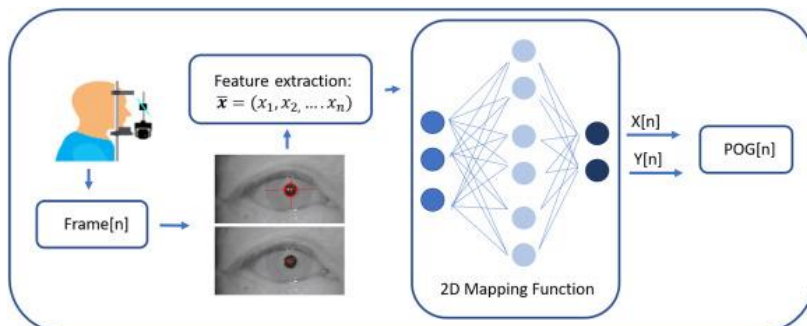 Feature extraction:
x̄ = (x₁, x₂, … . xₙ)
Frame[n]
X[n]
Y[n]
POG[n]
2D Mapping Function